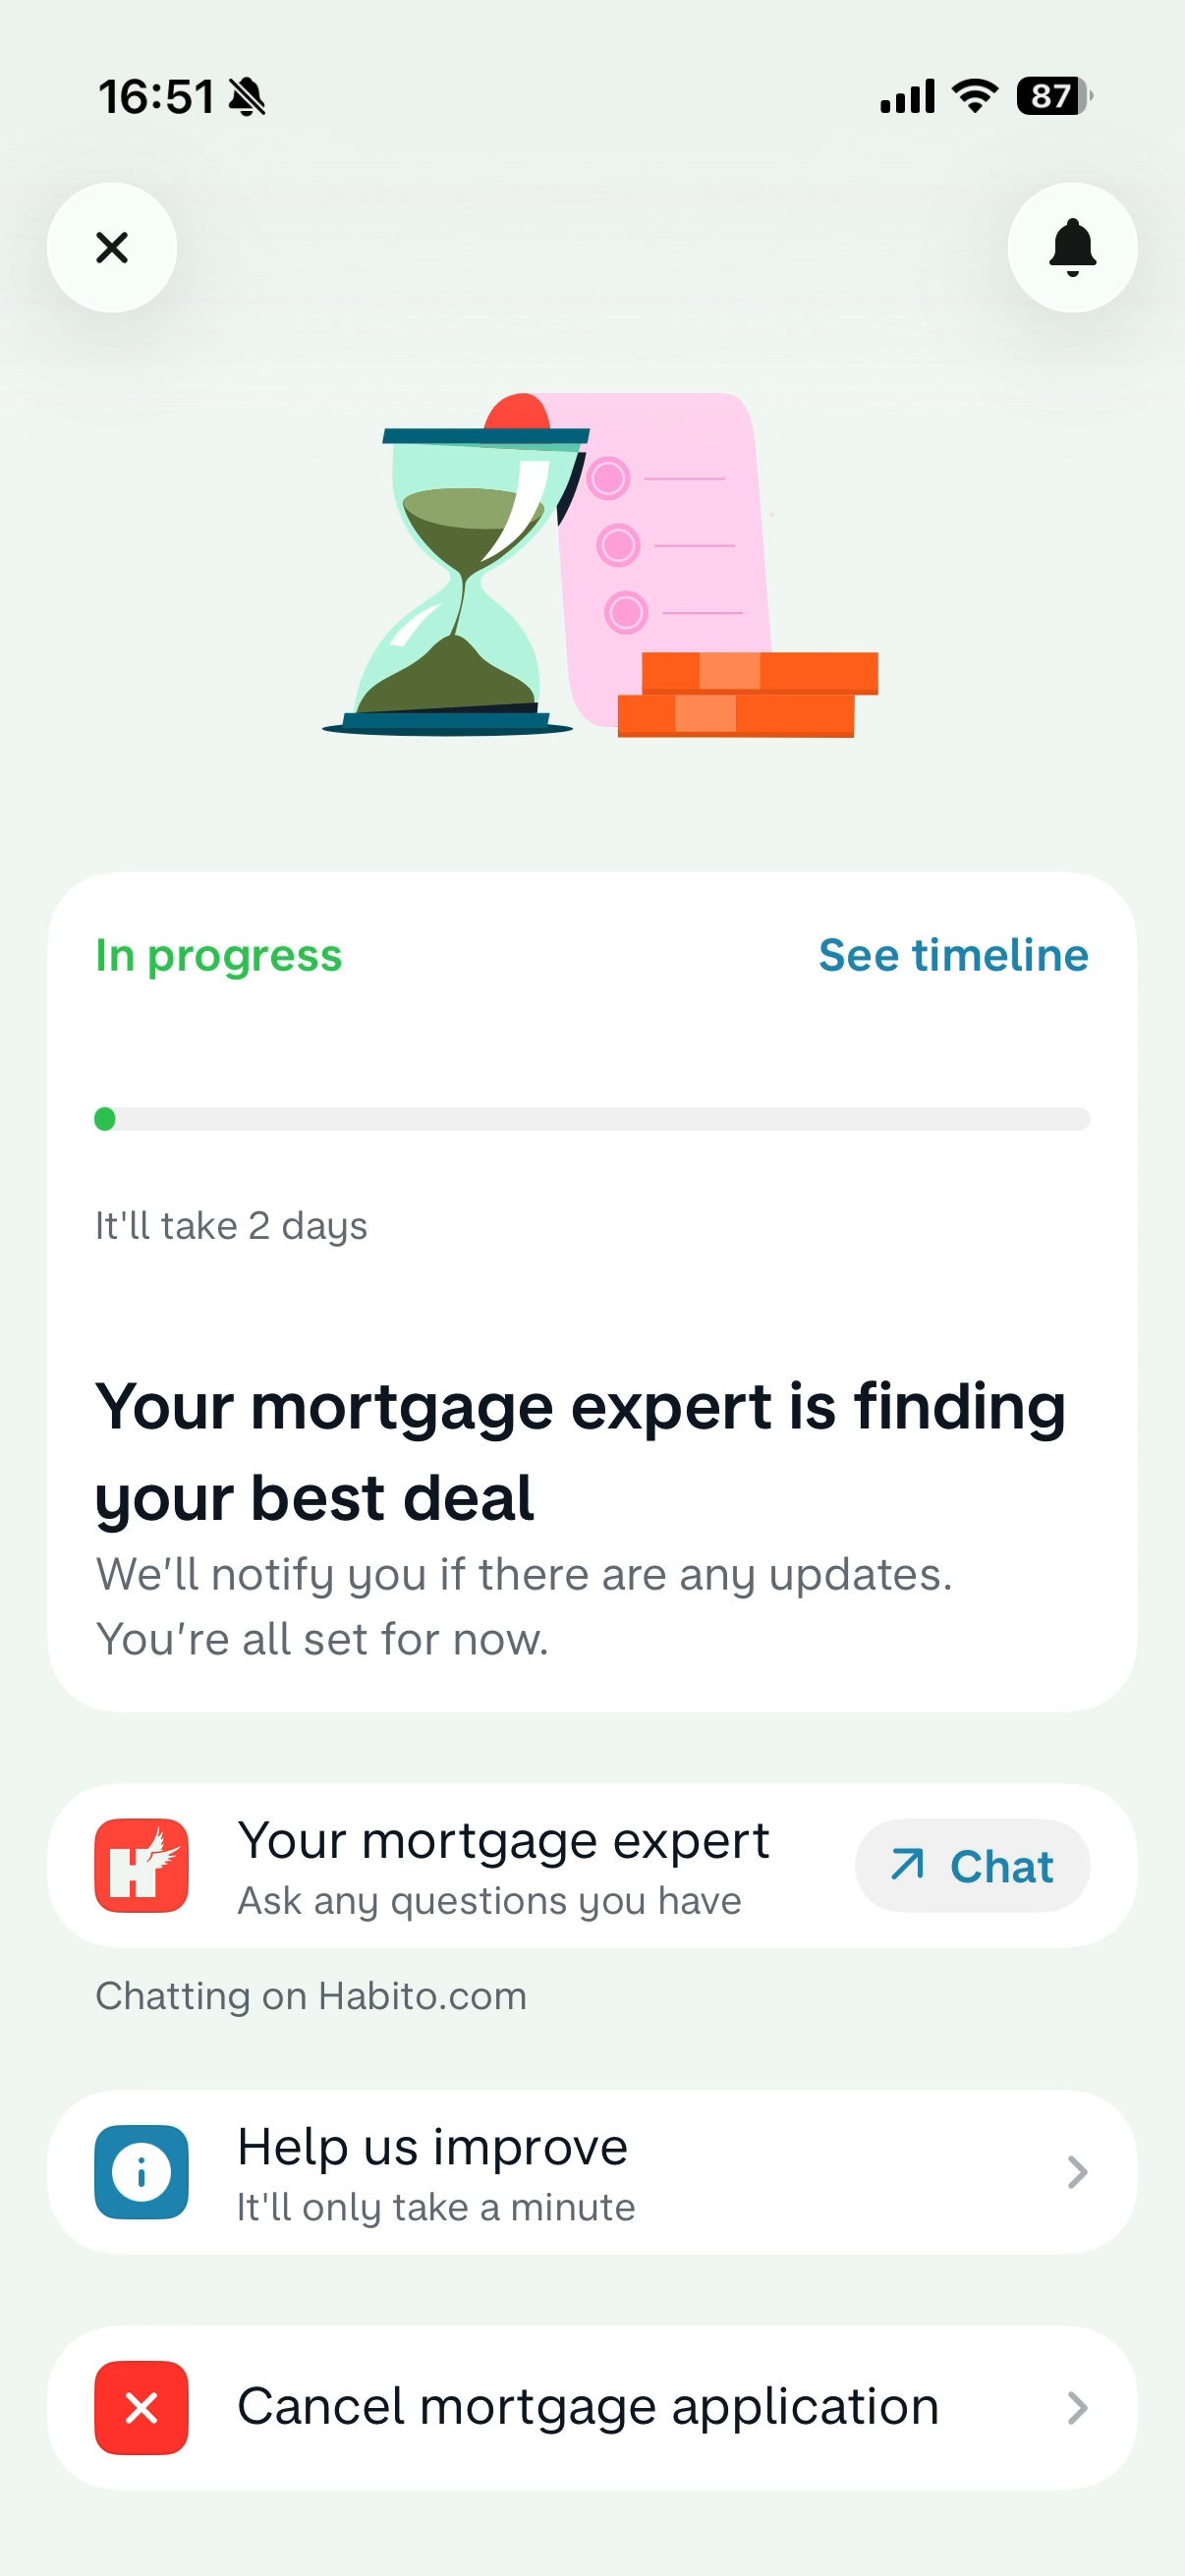 16:51
87
In progress
See timeline
It'll take 2 days
Your mortgage expert is finding
your best deal
We’ll notify you if there are any updates.
You’re all set for now.
H
Your mortgage expert
Ask any questions you have
Chat
Chatting on Habito.com
Help us improve
It'll only take a minute
Cancel mortgage application